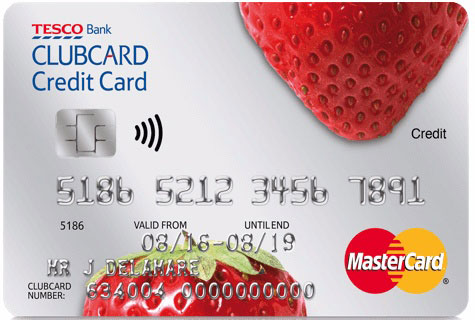 TESCO Bank
CLUBCARD
Credit Card
Credit
5186 5212 3456 7891
5186 VALID FROM UNTIL END
08/16-08/19
MR J DELAMARE
CLUBCARD
NUMBER: 634004 0000000000
MasterCard